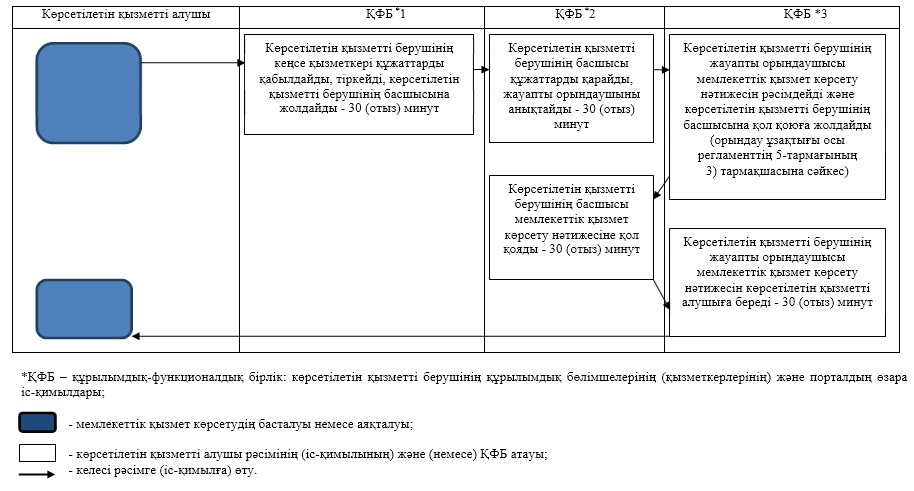 Көрсетілетін қызметті алушы
ҚФБ *1
ҚФБ *2
ҚФБ *3
Көрсетілетін қызметті берушінің
кеңсе қызметкері құжаттарды
қабылдайды, тіркейді, көрсетілетін
қызметті берушінің басшысына
жолдайды - 30 (отыз) минут
Көрсетілетін қызметті
берушінің басшысы
құжаттарды қарайды,
жауапты орындаушыны
анықтайды - 30 (отыз)
минут
Көрсетілетін қызметті берушінің
жауапты орындаушысы
мемлекеттік қызмет көрсету
нәтижесін рәсімдейді және
көрсетілетін қызметті берушінің
басшысына қол қоюға жолдайды
(орындау ұзақтығы осы
регламенттің 5-тармағының
3) тармақшасына сәйкес)
Көрсетілетін қызметті
берушінің басшысы
мемлекеттік қызмет
көрсету нәтижесіне қол
қояды - 30 (отыз) минут
Көрсетілетін қызметті берушінің
жауапты орындаушысы
мемлекеттік қызмет көрсету
нәтижесін көрсетілетін қызметті
алушыға береді - 30 (отыз) минут
*ҚФБ – құрылымдық-функционалдық бірлік: көрсетілетін қызметті берушінің құрылымдық бөлімшелерінің (қызметкерлерінің) және порталдың өзара
іс-қимылдары;
- мемлекеттік қызмет көрсетудің басталуы немесе аяқталуы;
- көрсетілетін қызметті алушы рәсімінің (іс-қимылының) және (немесе) ҚФБ атауы;
- келесі рәсімге (іс-қимылға) өту.